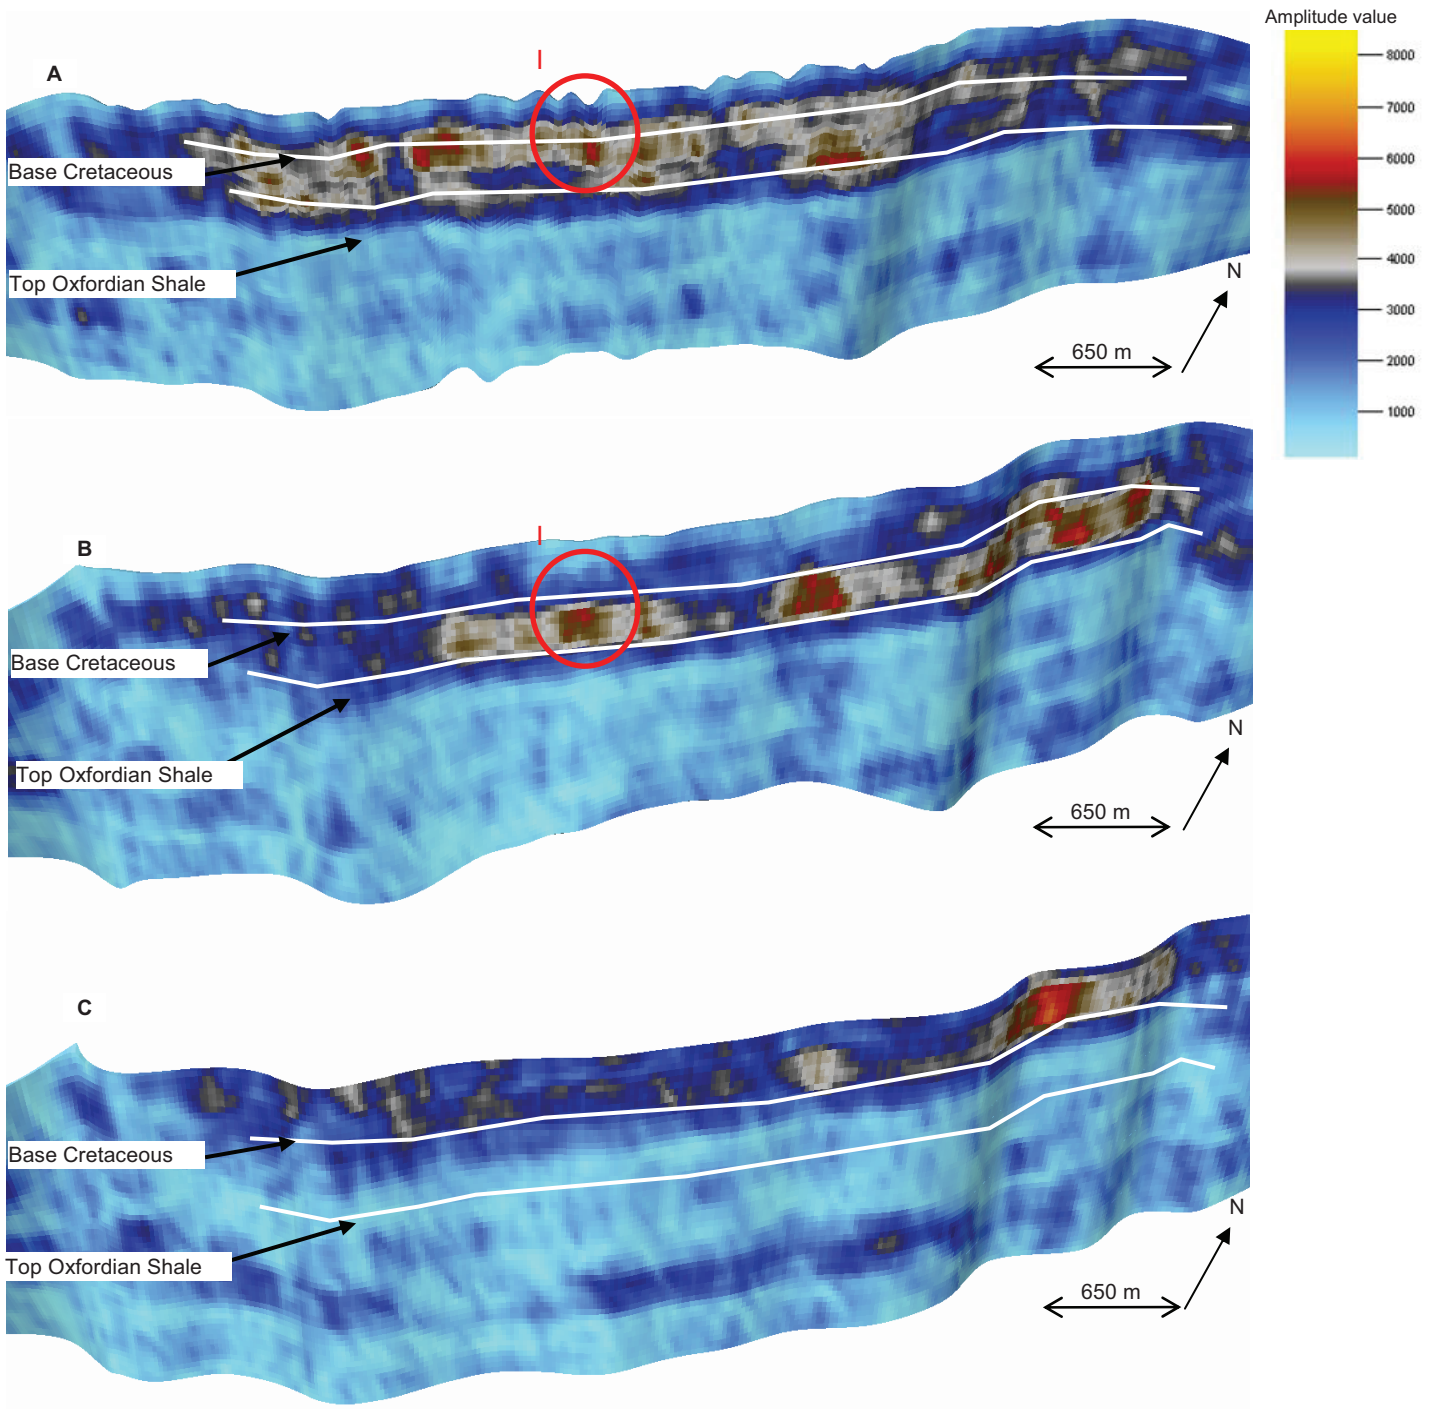 Amplitude value
8000
7000
6000
5000
4000
3000
2000
1000
A
I
Base Cretaceous
Top Oxfordian Shale
N
650 m
B
I
Base Cretaceous
Top Oxfordian Shale
N
650 m
C
Base Cretaceous
Top Oxfordian Shale
N
650 m